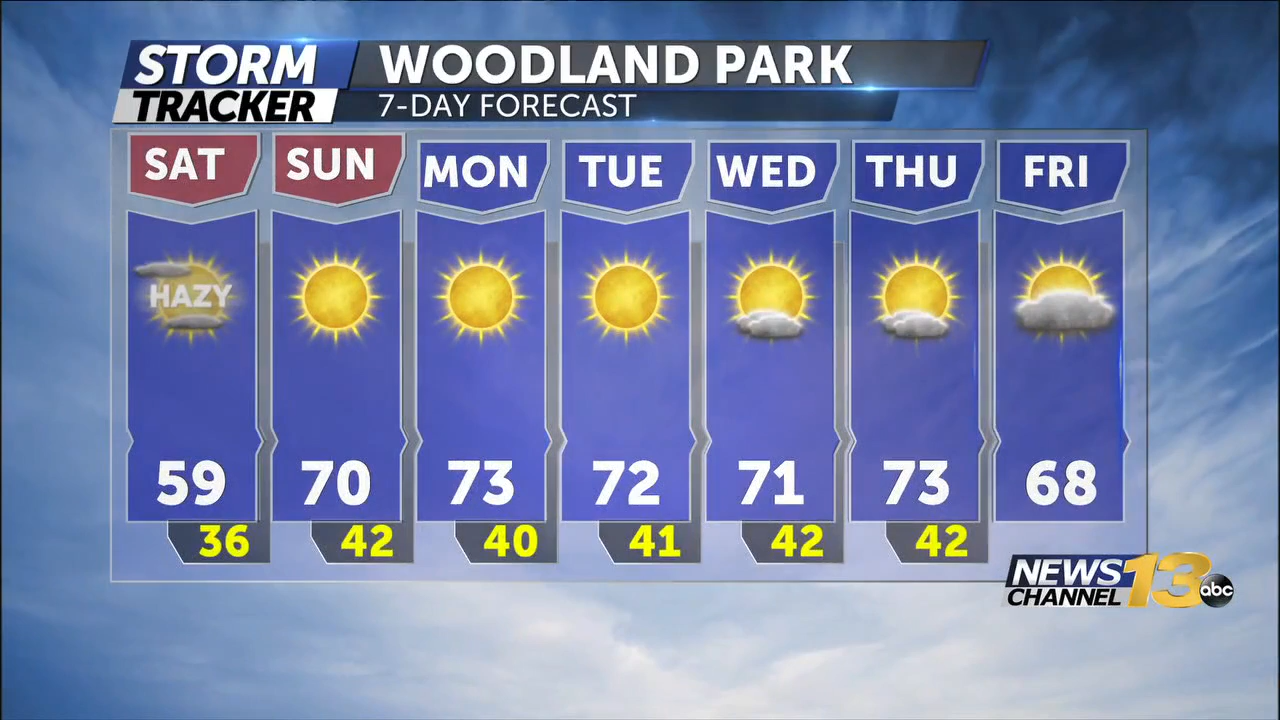 STORM
TRACKER
WOODLAND PARK
7-DAY FORECAST
SAT SUN MON TUE WED THU FRI
HAZY
59 70 73 72 71 73 68
36 42 40 41 42 42
NEWS
CHANNEL
13
abc